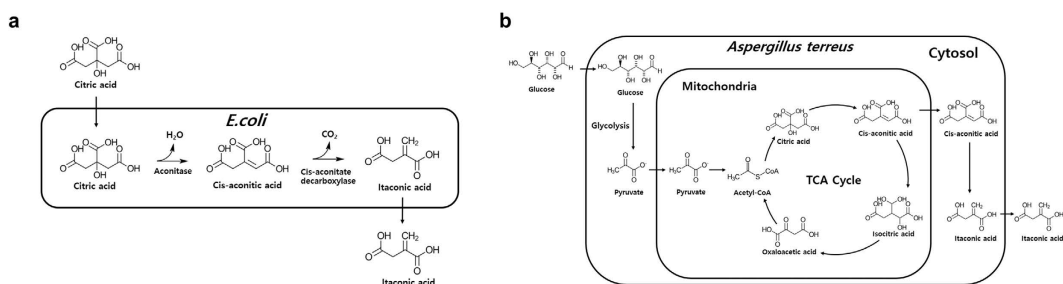 a
Citric acid
E.coli
H₂O
CO₂
Citric acid
Aconitase
Cis-aconitic acid
Cis-aconitate
decarboxylase
Itaconic acid
Itaconic acid
b
Aspergillus terreus
Cytosol
Glucose
Glucose
Mitochondria
Glycolysis
Citric acid
Cis-aconitic acid
Cis-aconitic acid
Pyruvate
Pyruvate
Acetyl-CoA
TCA Cycle
Isocitric acid
Oxaloacetic acid
Itaconic acid
Itaconic acid